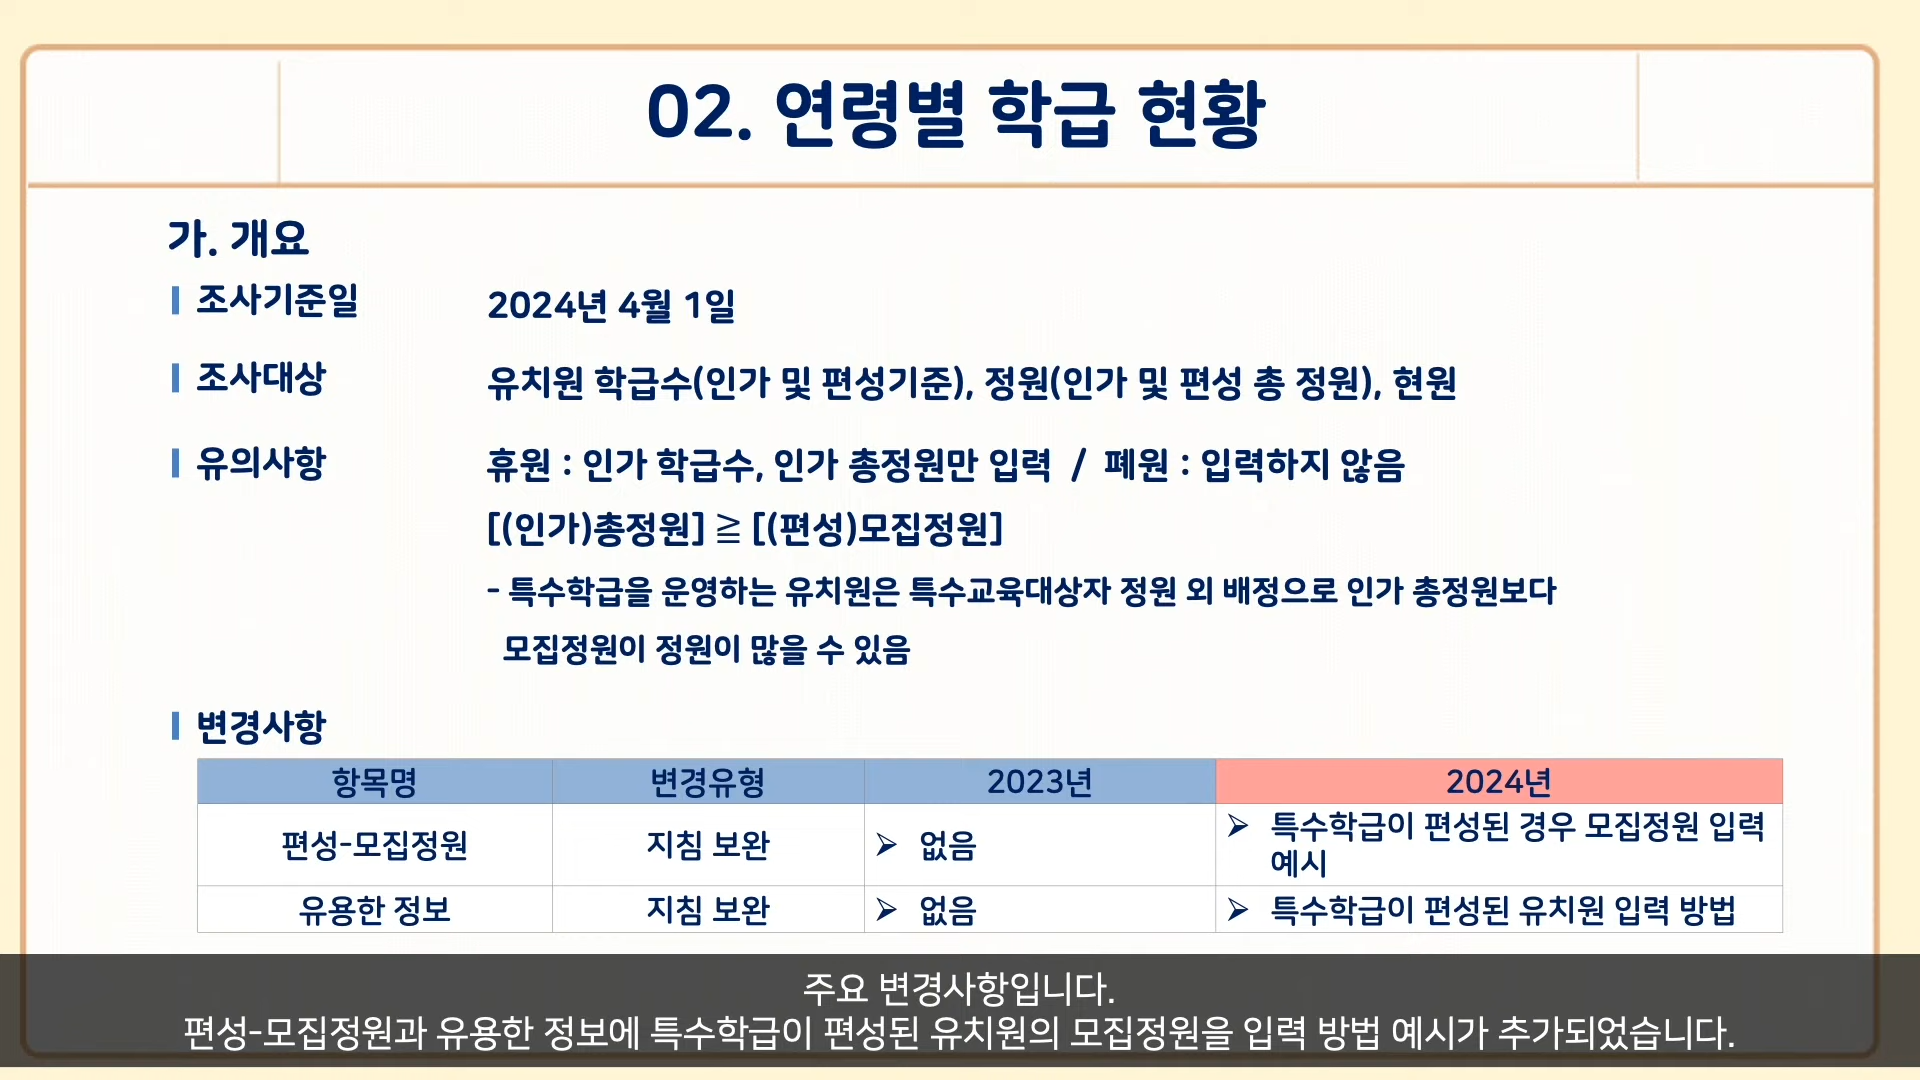 02. 연령별 학급 현황
가. 개요
조사기준일 2024년 4월 1일
조사대상 유치원 학급수(인가 및 편성기준), 정원(인가 및 편성 총 정원), 현원
유의사항 휴원 : 인가 학급수, 인가 총정원만 입력 / 폐원 : 입력하지 않음
[(인가)총정원] ≧ [(편성)모집정원]
- 특수학급을 운영하는 유치원은 특수교육대상자 정원 외 배정으로 인가 총정원보다
모집정원이 정원이 많을 수 있음
변경사항
항목명 변경유형 2023년 2024년
편성-모집정원 지침 보완 ➢ 없음 ➢ 특수학급이 편성된 경우 모집정원 입력
예시
유용한 정보 지침 보완 ➢ 없음 ➢ 특수학급이 편성된 유치원 입력 방법
주요 변경사항입니다.
편성-모집정원과 유용한 정보에 특수학급이 편성된 유치원의 모집정원을 입력 방법 예시가 추가되었습니다.